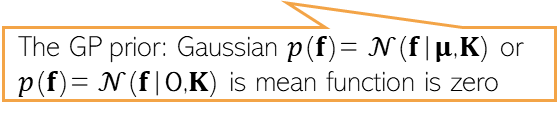 The GP prior: Gaussian 𝑝(𝐟)= 𝒩(𝐟|𝛍,𝐊) or
𝑝(𝐟)= 𝒩(𝐟|0,𝐊) is mean function is zero